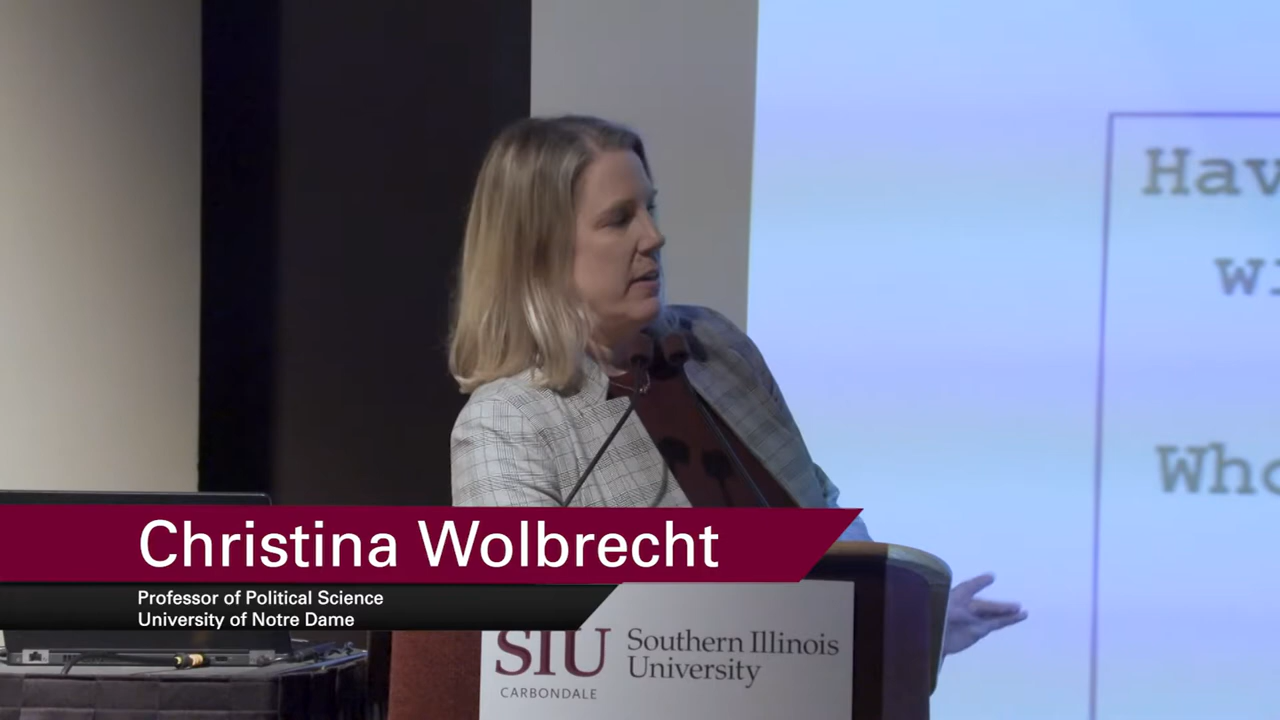 Hav
wi
Who
Christina Wolbrecht
Professor of Political Science
University of Notre Dame
SIU Southern Illinois
University
CARBONDALE